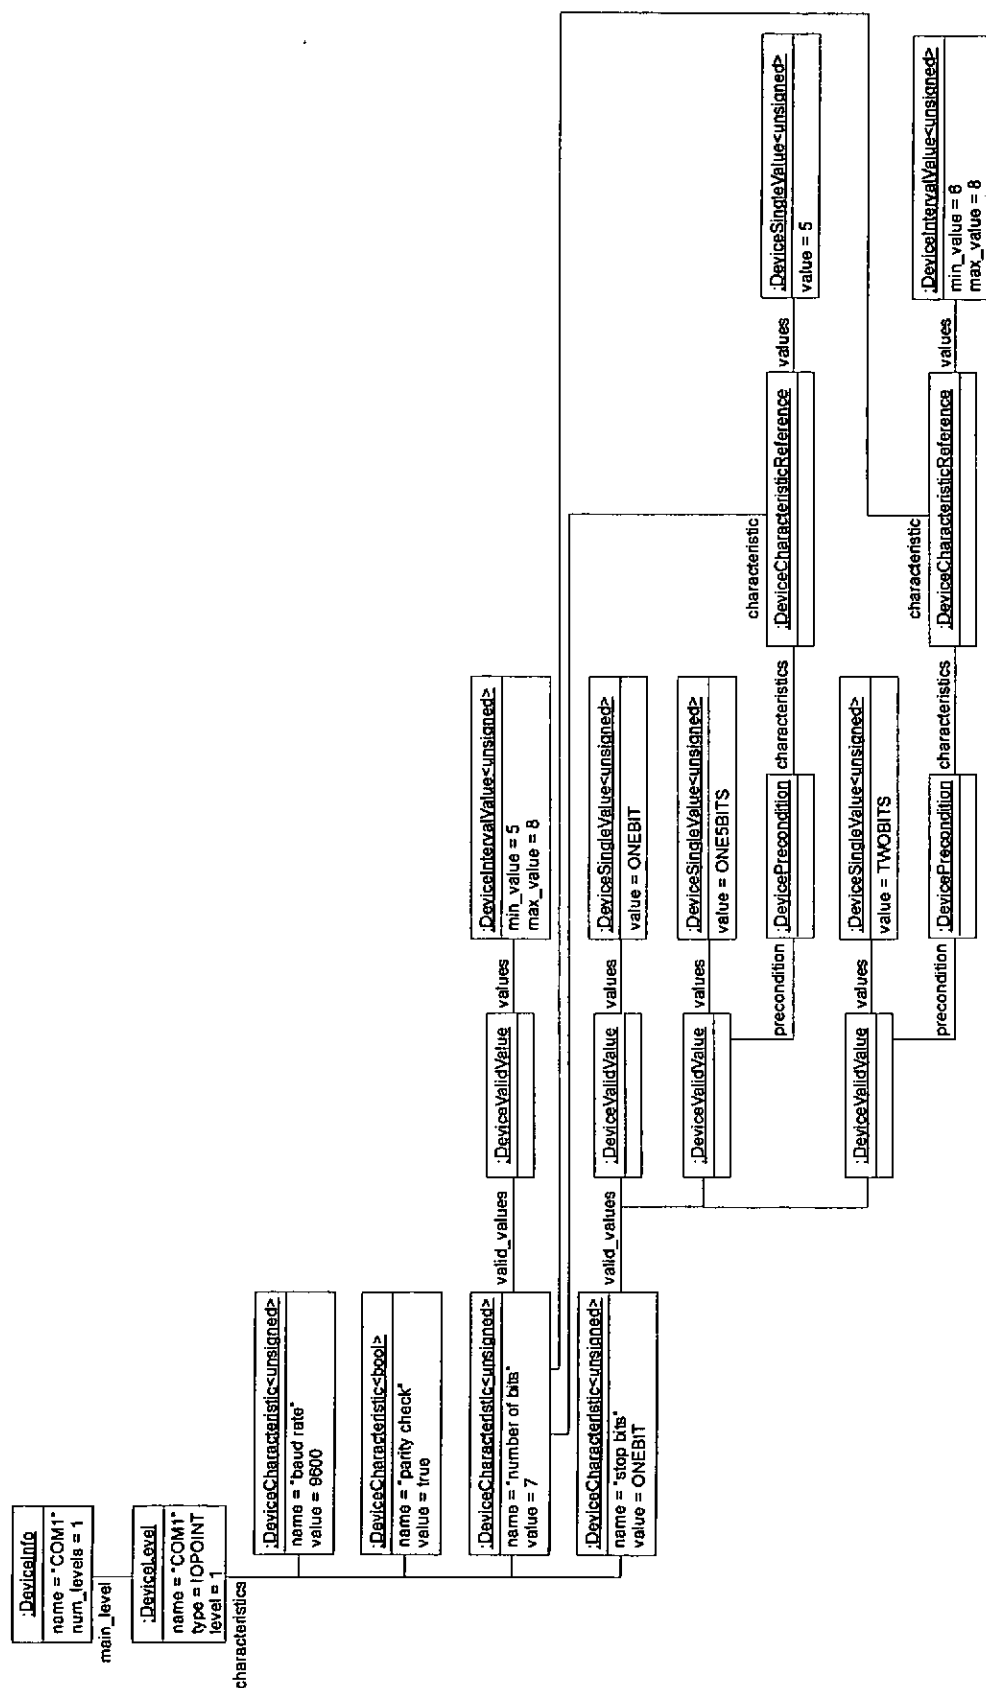 :DeviceInfo
name = "COM1"
num_levels = 1
main_level
:DeviceLevel
name = "COM1"
type = IOPOINT
level = 1
characteristics
:DeviceCharacteristic<unsigned>
name = "baud rate"
value = 9600
:DeviceCharacteristic<bool>
name = "parity check"
value = true
:DeviceCharacteristic<unsigned>
name = "number of bits"
value = 7
valid_values
:DeviceValidValue
values
:DeviceIntervalValue<unsigned>
min_value = 5
max_value = 8
:DeviceCharacteristic<unsigned>
name = "stop bits"
value = ONEBIT
valid_values
:DeviceValidValue
values
:DeviceSingleValue<unsigned>
value = ONEBIT
:DeviceValidValue
values
:DeviceSingleValue<unsigned>
value = ONE5BITS
precondition
:DevicePrecondition
characteristics
:DeviceCharacteristicReference
characteristic
values
:DeviceSingleValue<unsigned>
value = 5
:DeviceValidValue
values
:DeviceSingleValue<unsigned>
value = TWOBITS
precondition
:DevicePrecondition
characteristics
:DeviceCharacteristicReference
characteristic
values
:DeviceIntervalValue<unsigned>
min_value = 6
max_value = 8